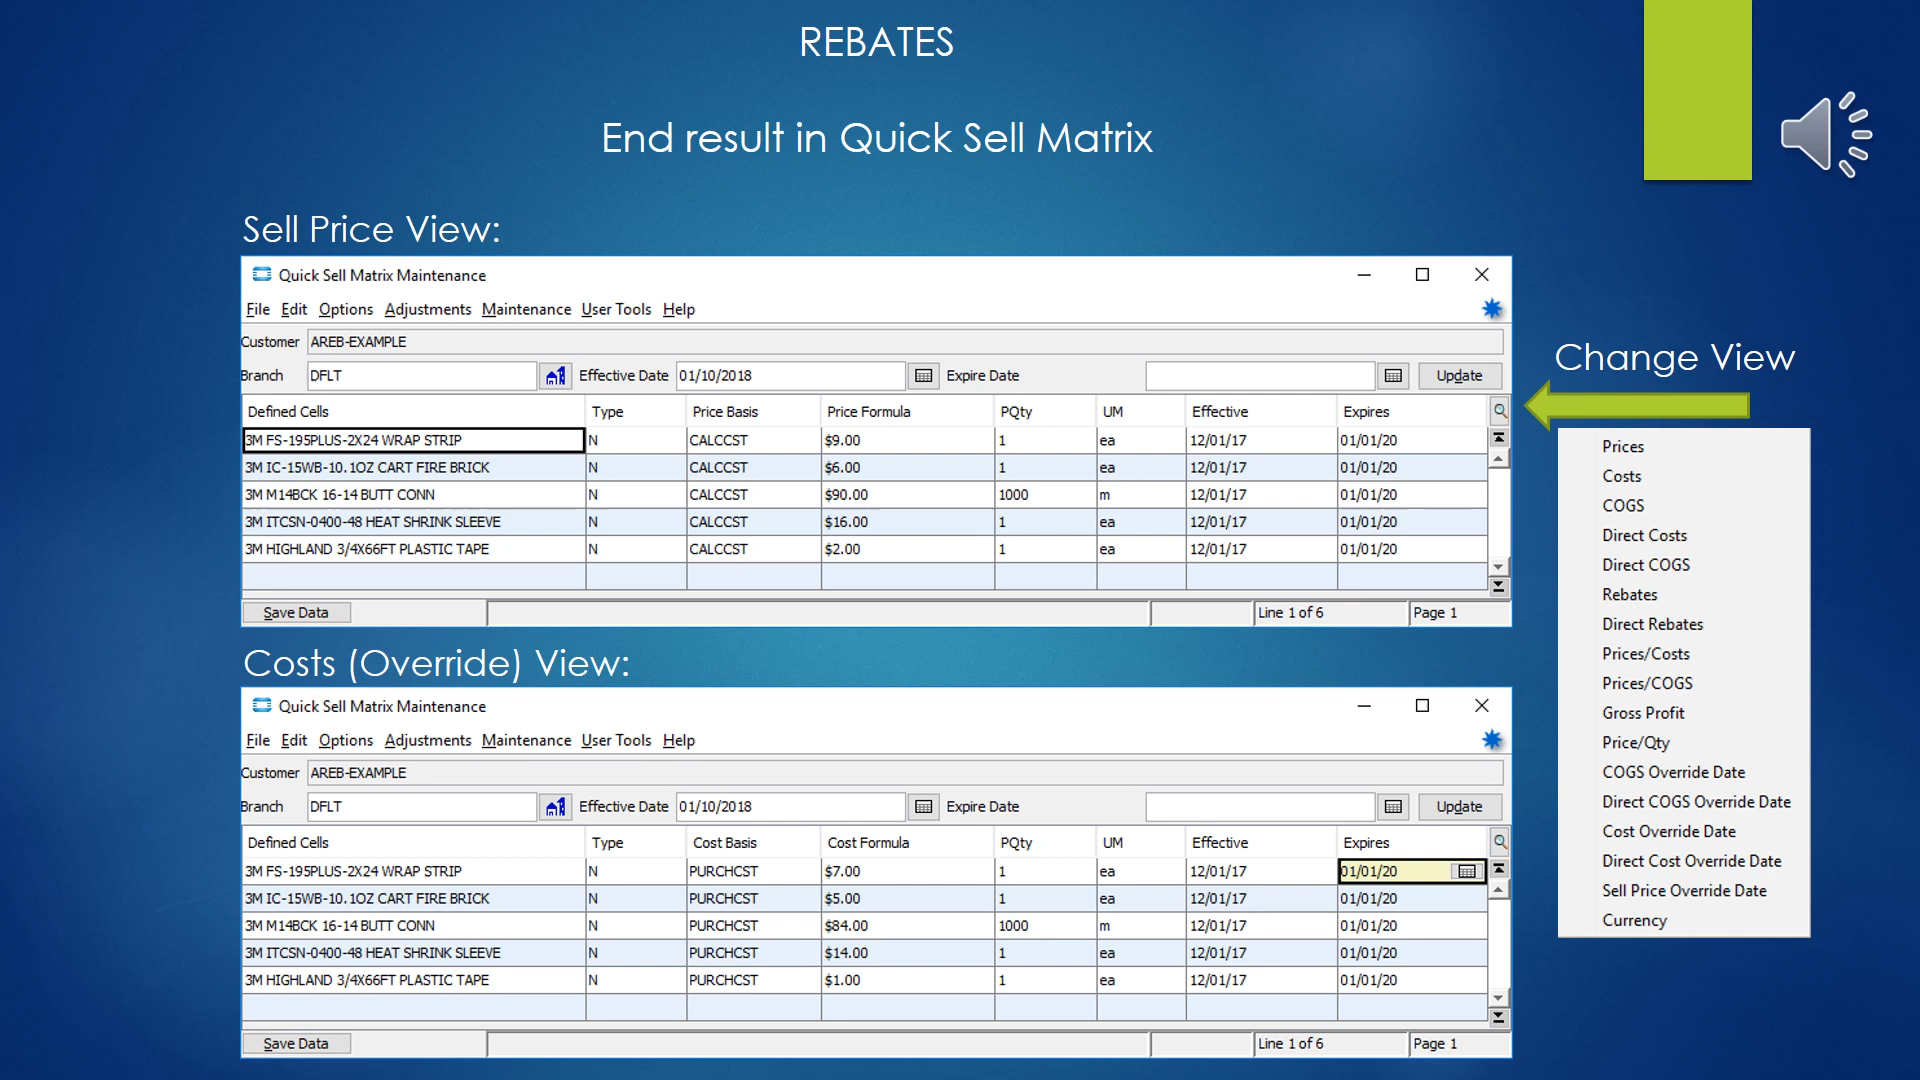 REBATES
End result in Quick Sell Matrix
Sell Price View:
Quick Sell Matrix Maintenance
File Edit Options Adjustments Maintenance User Tools Help
Customer AREB-EXAMPLE
Branch DFLT Effective Date 01/10/2018 Expire Date Update
Defined Cells Type Price Basis Price Formula PQty UM Effective Expires
3M FS-195PLUS-2X24 WRAP STRIP N CALCCST $9.00 1 ea 12/01/17 01/01/20
3M IC-15WB-10.1OZ CART FIRE BRICK N CALCCST $6.00 1 ea 12/01/17 01/01/20
3M M14BCK 16-14 BUTT CONN N CALCCST $90.00 1000 m 12/01/17 01/01/20
3M ITCSN-0400-48 HEAT SHRINK SLEEVE N CALCCST $16.00 1 ea 12/01/17 01/01/20
3M HIGHLAND 3/4X66FT PLASTIC TAPE N CALCCST $2.00 1 ea 12/01/17 01/01/20
Save Data Line 1 of 6 Page 1
Costs (Override) View:
Quick Sell Matrix Maintenance
File Edit Options Adjustments Maintenance User Tools Help
Customer AREB-EXAMPLE
Branch DFLT Effective Date 01/10/2018 Expire Date Update
Defined Cells Type Cost Basis Cost Formula PQty UM Effective Expires
3M FS-195PLUS-2X24 WRAP STRIP N PURCHCST $7.00 1 ea 12/01/17 01/01/20
3M IC-15WB-10.1OZ CART FIRE BRICK N PURCHCST $5.00 1 ea 12/01/17 01/01/20
3M M14BCK 16-14 BUTT CONN N PURCHCST $84.00 1000 m 12/01/17 01/01/20
3M ITCSN-0400-48 HEAT SHRINK SLEEVE N PURCHCST $14.00 1 ea 12/01/17 01/01/20
3M HIGHLAND 3/4X66FT PLASTIC TAPE N PURCHCST $1.00 1 ea 12/01/17 01/01/20
Save Data Line 1 of 6 Page 1
Change View
Prices
Costs
COGS
Direct Costs
Direct COGS
Rebates
Direct Rebates
Prices/Costs
Prices/COGS
Gross Profit
Price/Qty
COGS Override Date
Direct COGS Override Date
Cost Override Date
Direct Cost Override Date
Sell Price Override Date
Currency